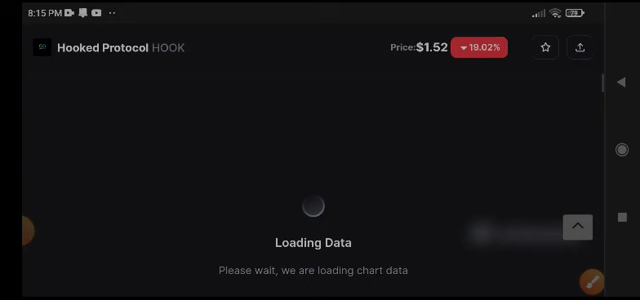 8:15 PM
79
Hooked Protocol HOOK
Price:$1.52 19.02%
Loading Data
Please wait, we are loading chart data